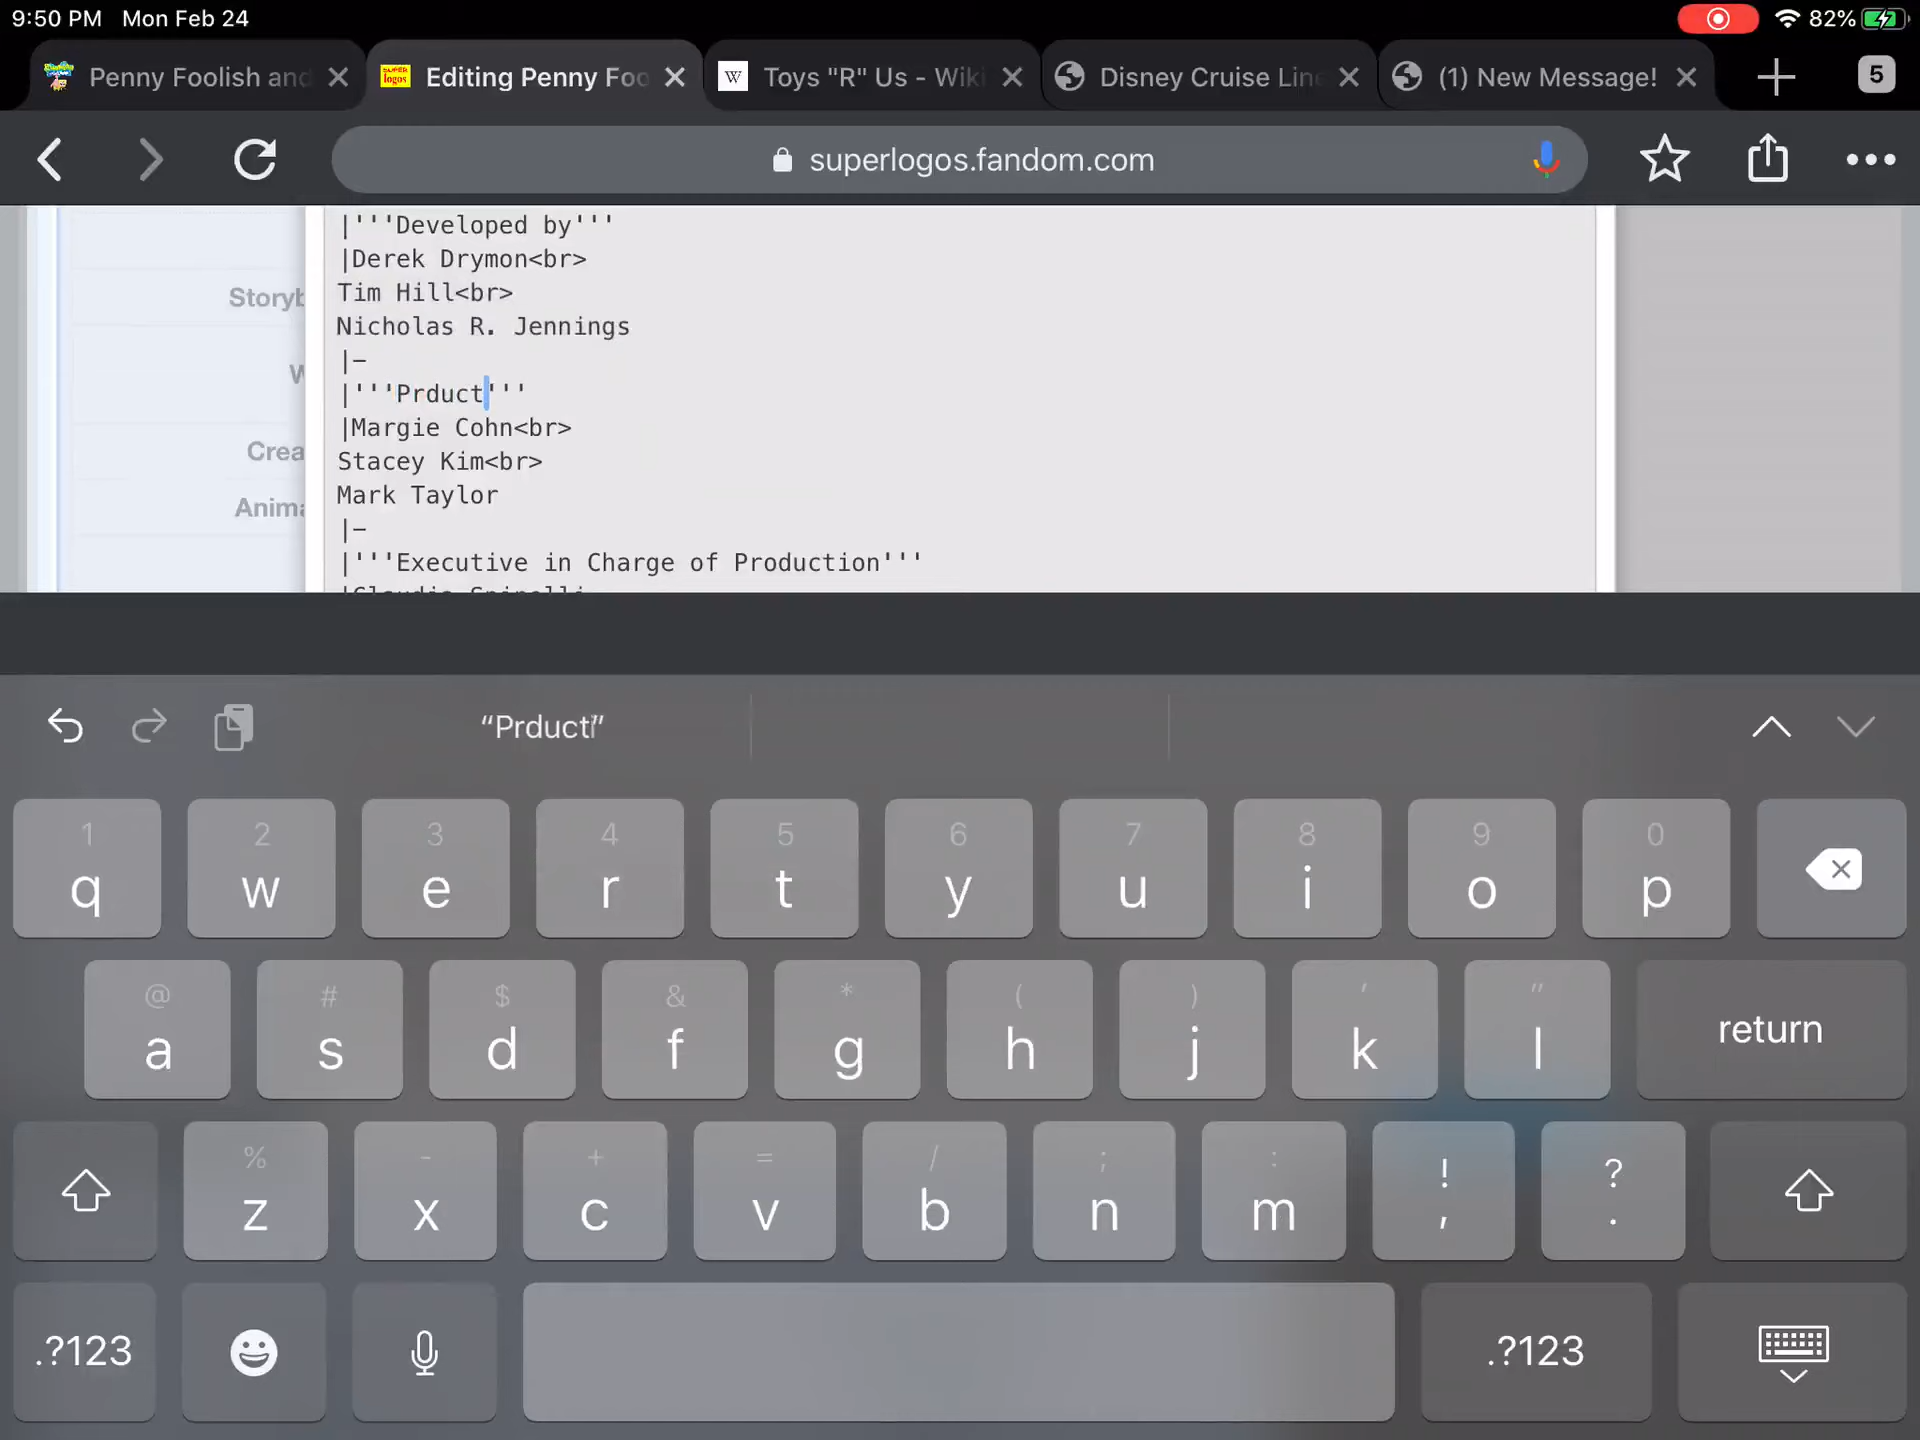 9:50 PM Mon Feb 24 82%
Penny Foolish and Editing Penny Foo Toys "R" Us - Wiki Disney Cruise Line (1) New Message! 5
superlogos.fandom.com
|'''Developed by'''
|Derek Drymon<br>
Storyb Tim Hill<br>
Nicholas R. Jennings
|-
W |'''Prduct'''
|Margie Cohn<br>
Crea Stacey Kim<br>
Anima Mark Taylor
|-
|'''Executive in Charge of Production'''
|Claudia Spinelli
“Prduct”
1 2 3 4 5 6 7 8 9 0
q w e r t y u i o p
@ # $ & * ( ) ' "
a s d f g h j k l return
% - + = / ; : ! ?
z x c v b n m , .
.?123 .?123